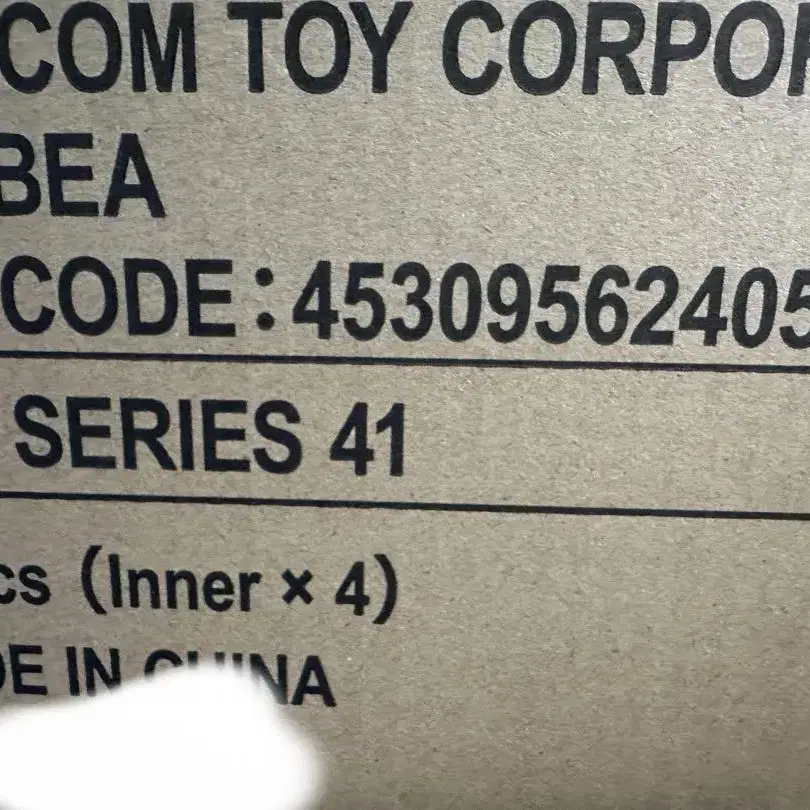 COM TOY CORPOR
BEA
CODE：45309562405
SERIES 41
cs (Inner × 4)
DE IN CHINA